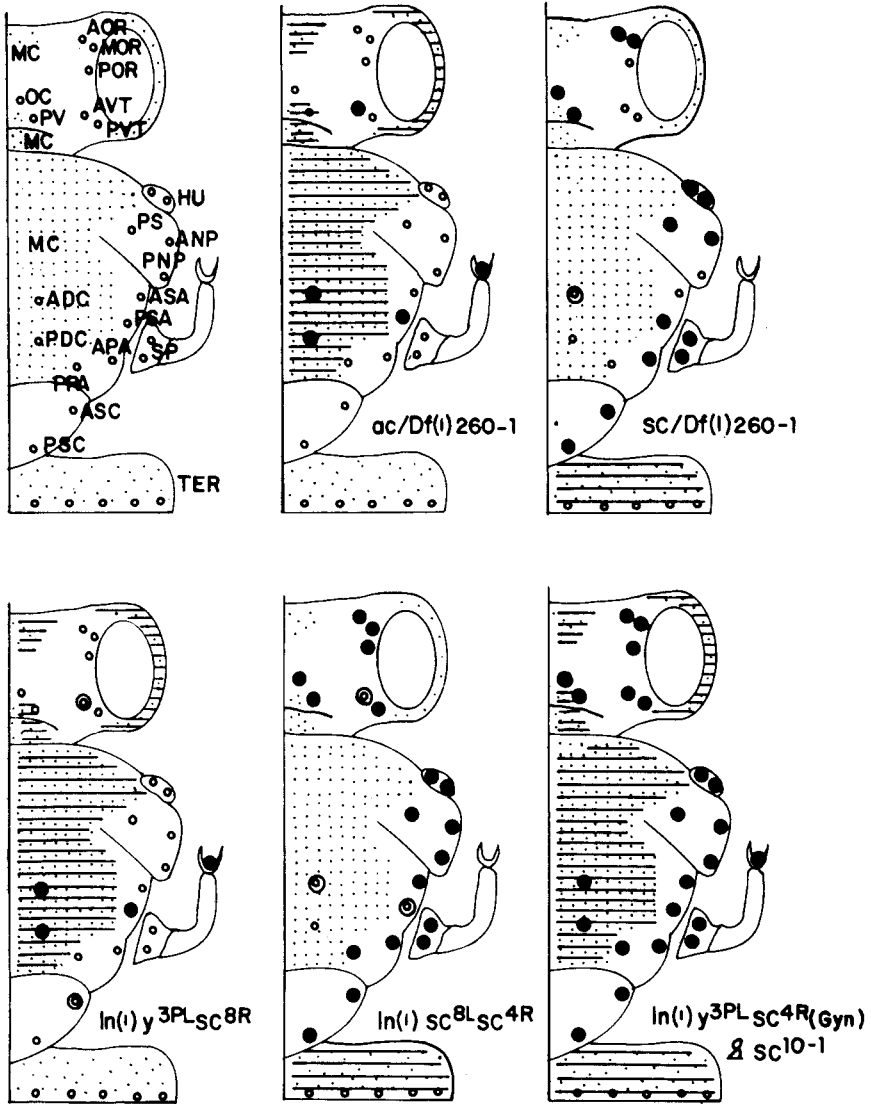 AOR
MC
MOR
POR
OC
AVT
PV
PVT
MC
HU
PS
MC
ANP
PNP
ADC
ASA
PSA
PDC
APA
SP
PRA
ASC
PSC
TER
ac/Df(1)260-1
SC/Df(1)260-1
In(1) y3PLSC8R
In(1) SC8LSC4R
In(1) y3PLSC4R(Gyn)
& SC10-1